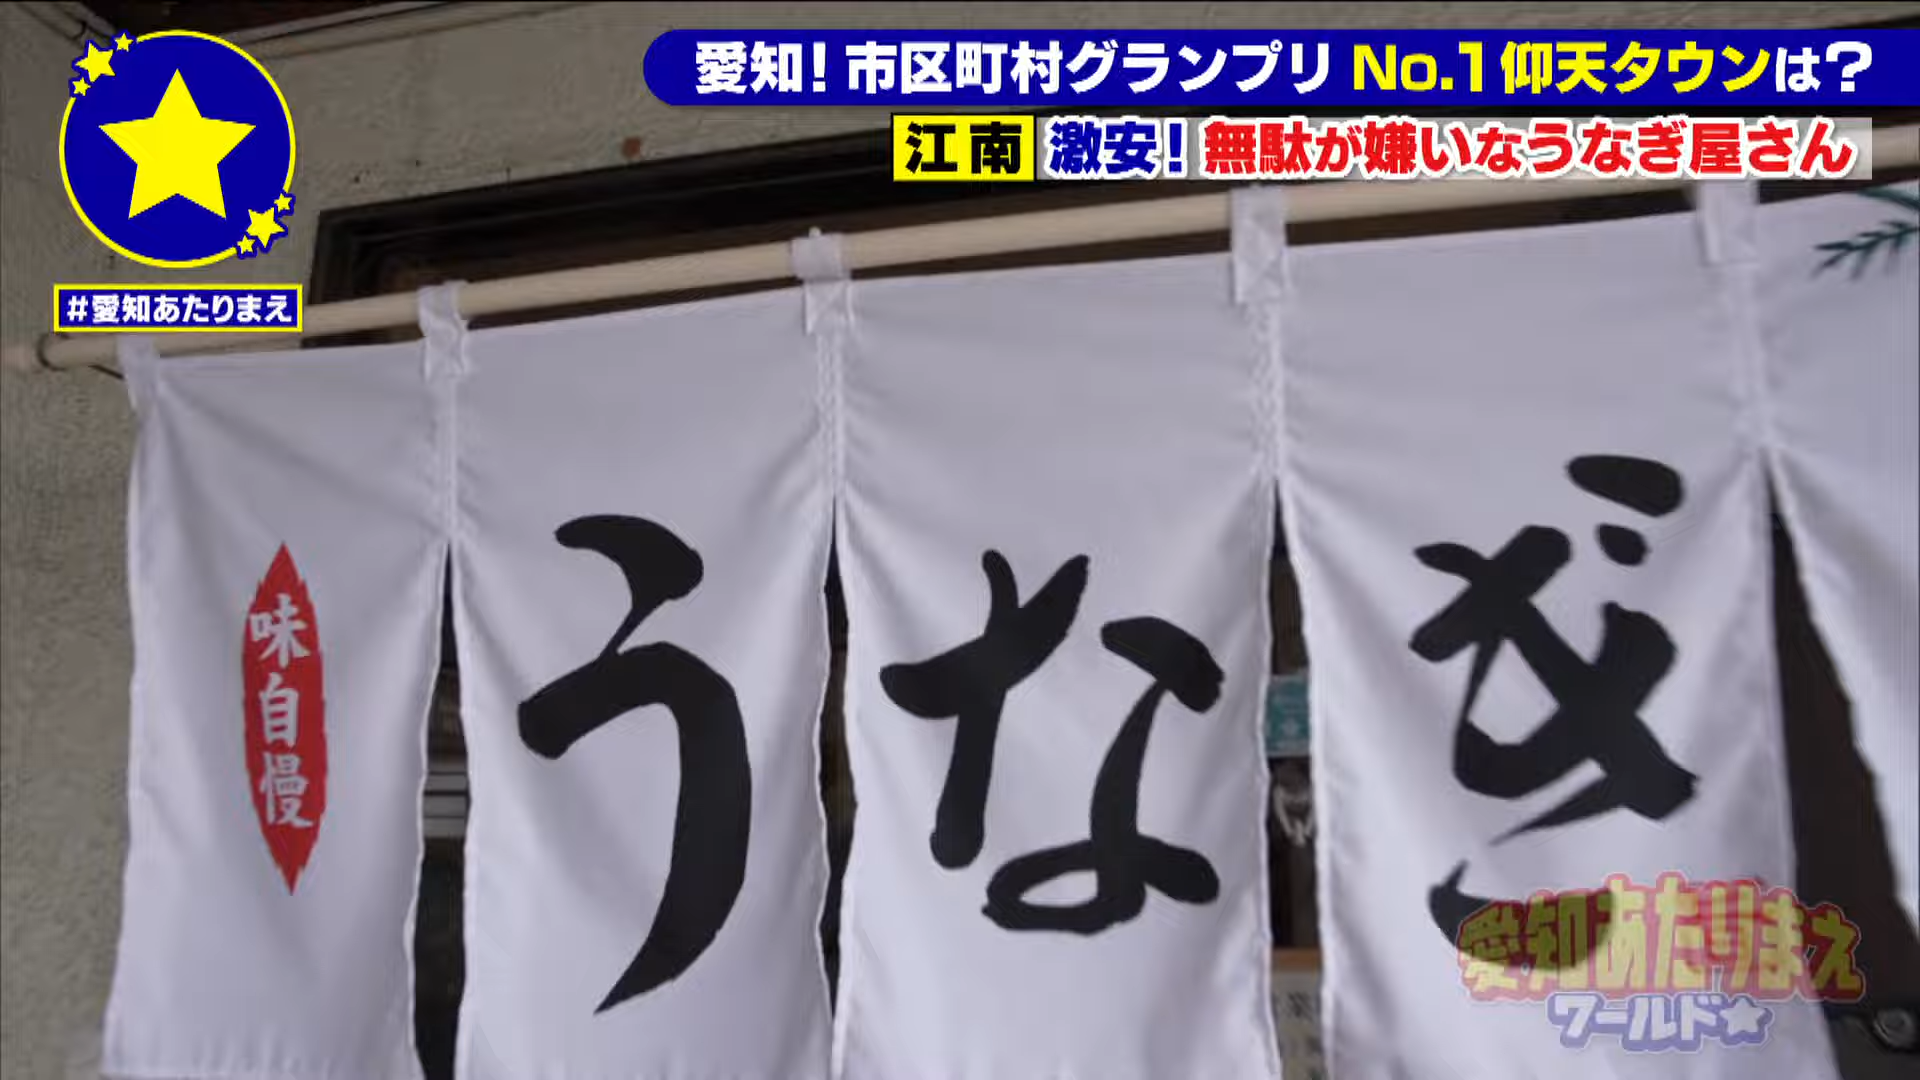 愛知!市区町村グランプリ No.1仰天タウンは?
江南 激安!無駄が嫌いなうなぎ屋さん
#愛知あたりまえ
味自慢
うなぎ
愛知あたりまえ
ワールド☆